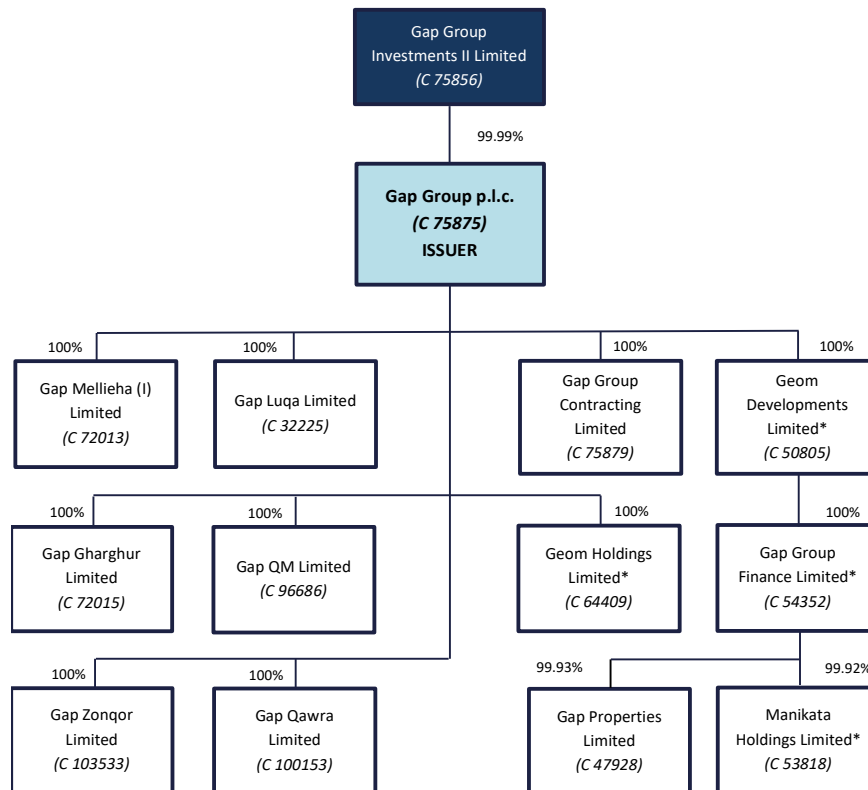 Gap Group
Investments II Limited
(C 75856)
99.99%
Gap Group p.l.c.
(C 75875)
ISSUER
100%
100%
100%
100%
Gap Mellieha (I)
Limited
(C 72013)
Gap Luqa Limited
(C 32225)
Gap Group
Contracting
Limited
(C 75879)
Geom
Developments
Limited*
(C 50805)
100%
100%
100%
100%
Gap Gharghur
Limited
(C 72015)
Gap QM Limited
(C 96686)
Geom Holdings
Limited*
(C 64409)
Gap Group
Finance Limited*
(C 54352)
100%
100%
99.93%
99.92%
Gap Zonqor
Limited
(C 103533)
Gap Qawra
Limited
(C 100153)
Gap Properties
Limited
(C 47928)
Manikata
Holdings Limited*
(C 53818)